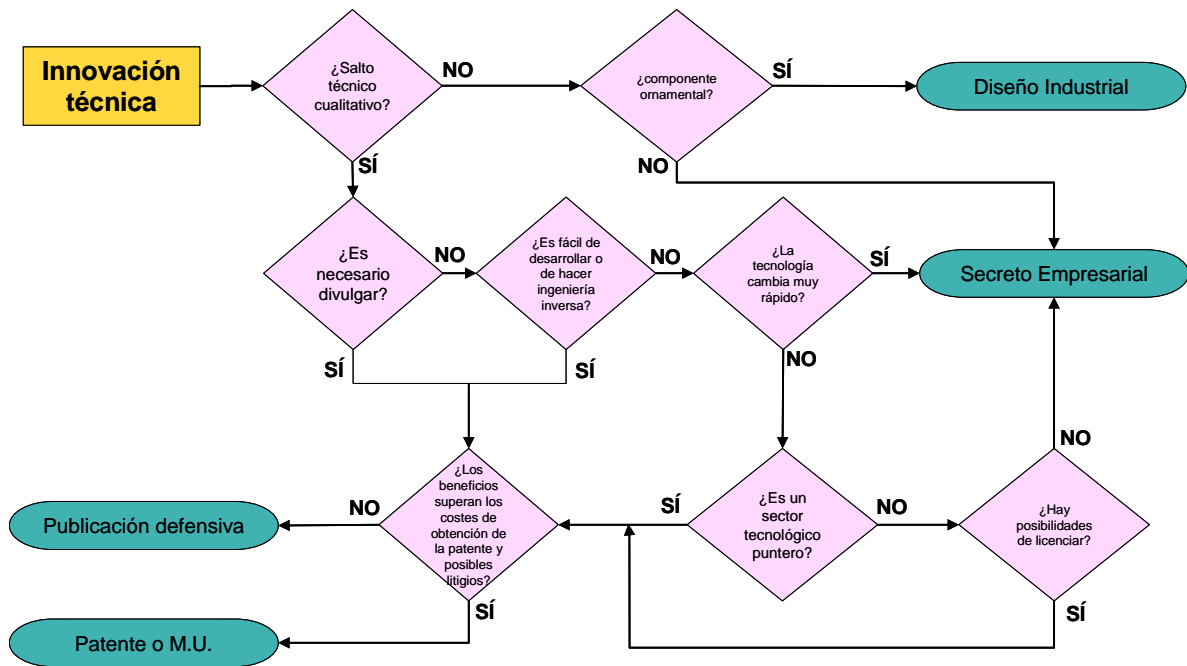 Innovación
técnica
¿Salto
técnico
cualitativo?
NO
¿componente
ornamental?
SÍ
Diseño Industrial
SÍ
NO
¿Es
necesario
divulgar?
NO
¿Es fácil de
desarrollar o
de hacer
ingeniería
inversa?
NO
¿La
tecnología
cambia muy
rápido?
SÍ
Secreto Empresarial
SÍ
SÍ
NO
NO
¿Los
beneficios
superan los
costes de
obtención de
la patente y
posibles
litigios?
NO
Publicación defensiva
SÍ
¿Es un
sector
tecnológico
puntero?
NO
¿Hay
posibilidades
de licenciar?
SÍ
SÍ
Patente o M.U.